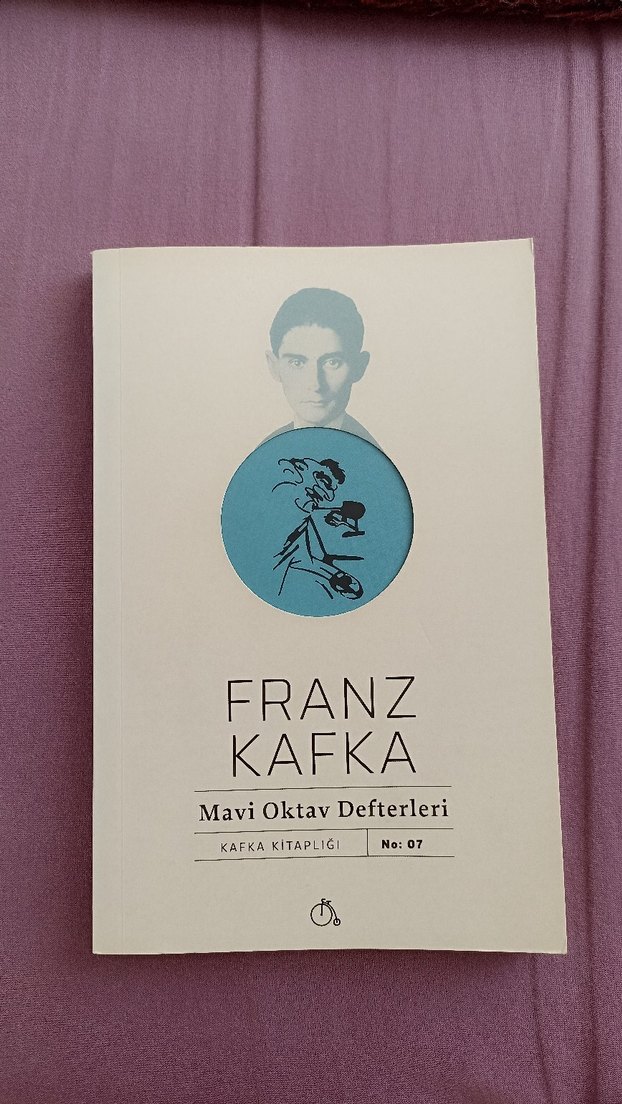 FRANZ
KAFKA
Mavi Oktav Defterleri
KAFKA KİTAPLIĞI
No: 07